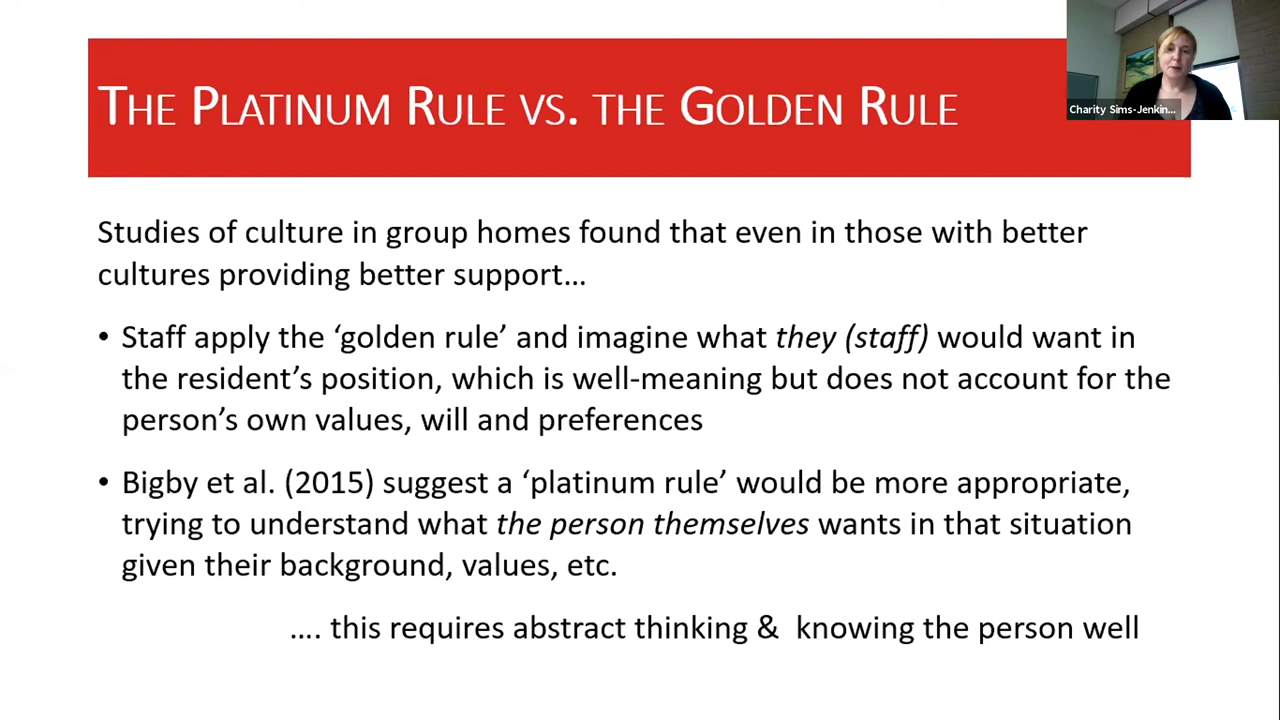 THE PLATINUM RULE VS. THE GOLDEN RULE
Charity Sims-Jenkin...
Studies of culture in group homes found that even in those with better
cultures providing better support…
• Staff apply the ‘golden rule’ and imagine what they (staff) would want in
the resident’s position, which is well-meaning but does not account for the
person’s own values, will and preferences
• Bigby et al. (2015) suggest a ‘platinum rule’ would be more appropriate,
trying to understand what the person themselves wants in that situation
given their background, values, etc.
…. this requires abstract thinking &  knowing the person well